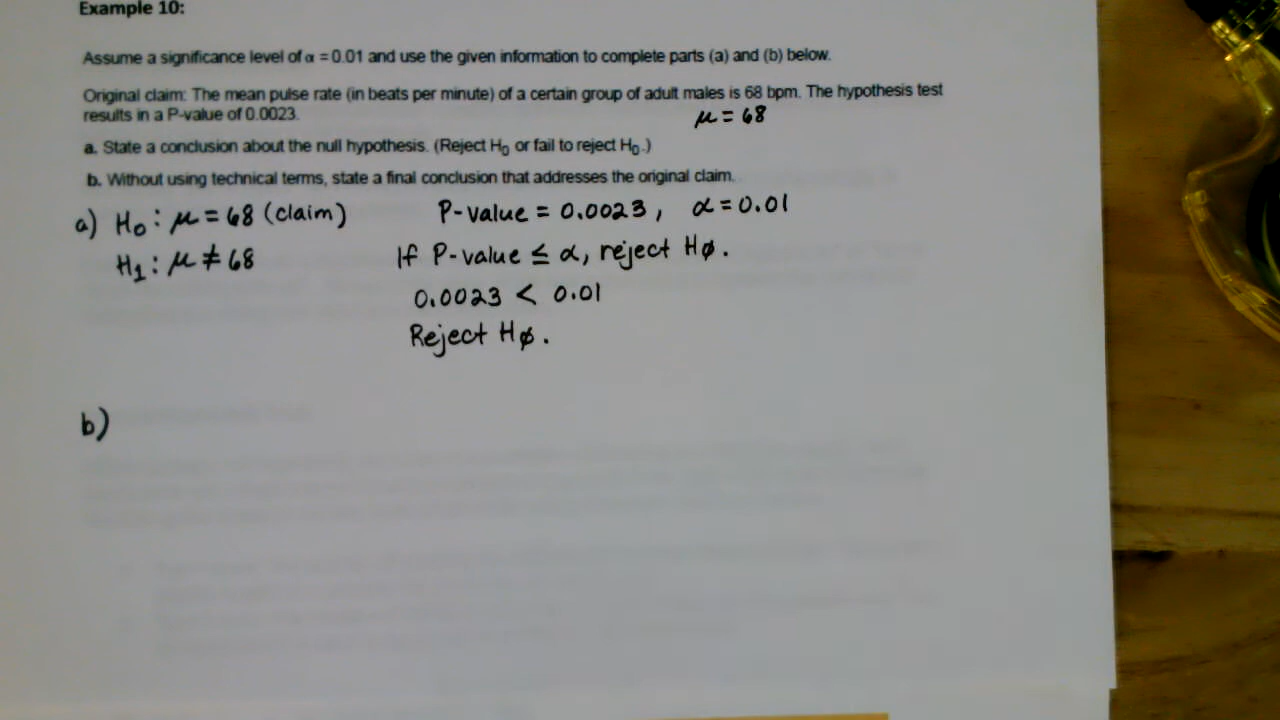 Example 10:
Assume a significance level of α = 0.01 and use the given information to complete parts (a) and (b) below.
Original claim: The mean pulse rate (in beats per minute) of a certain group of adult males is 68 bpm. The hypothesis test
results in a P-value of 0.0023.
μ = 68
a. State a conclusion about the null hypothesis. (Reject H₀ or fail to reject H₀.)
b. Without using technical terms, state a final conclusion that addresses the original claim.
a) H₀ : μ = 68 (claim) P-value = 0.0023, α = 0.01
H₁ : μ ≠ 68 If P-value ≤ α, reject H∅.
0.0023 < 0.01
Reject H∅.
b)